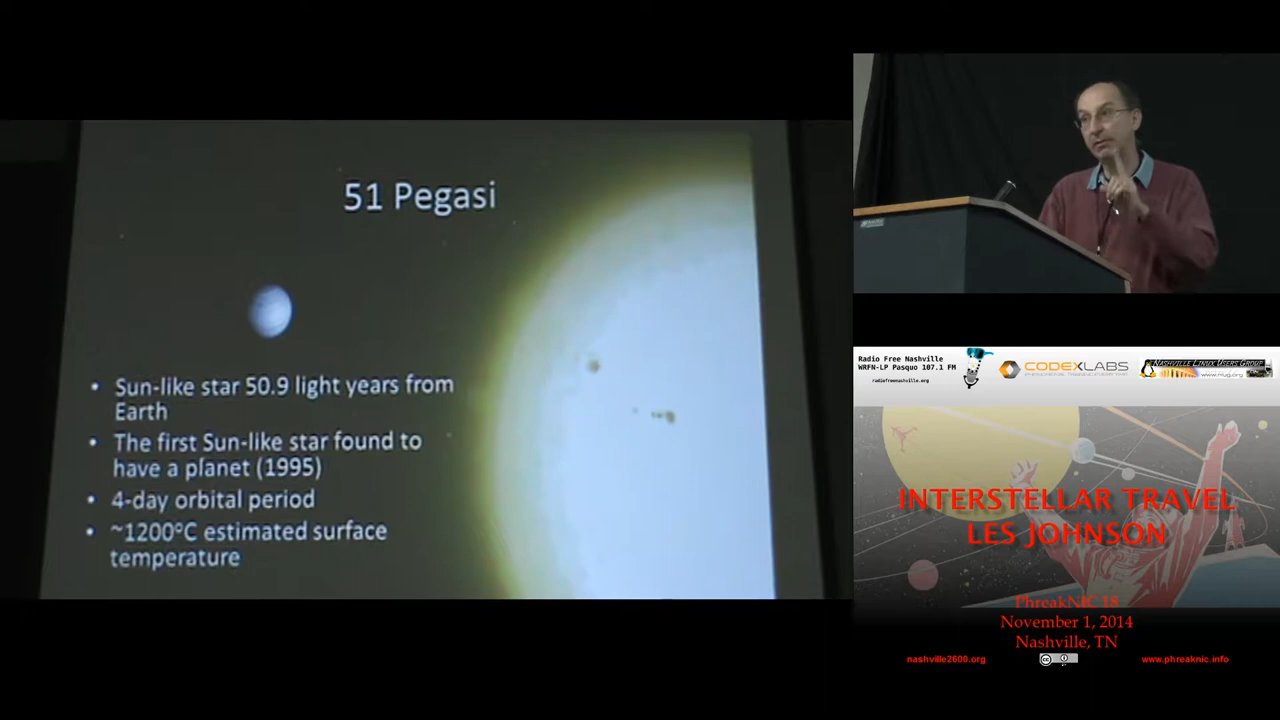 51 Pegasi
• Sun-like star 50.9 light years from
Earth
• The first Sun-like star found to
have a planet (1995)
• 4-day orbital period
• ~1200°C estimated surface
temperature
Radio Free Nashville
WRFN-LP Pasquo 107.1 FM
radiofreenashville.org
CODEXLABS
NASHVILLE LINUX USERS GROUP
INTERSTELLAR TRAVEL
LES JOHNSON
PhreakNIC 18
November 1, 2014
Nashville, TN
nashville2600.org
cc
www.phreaknic.info